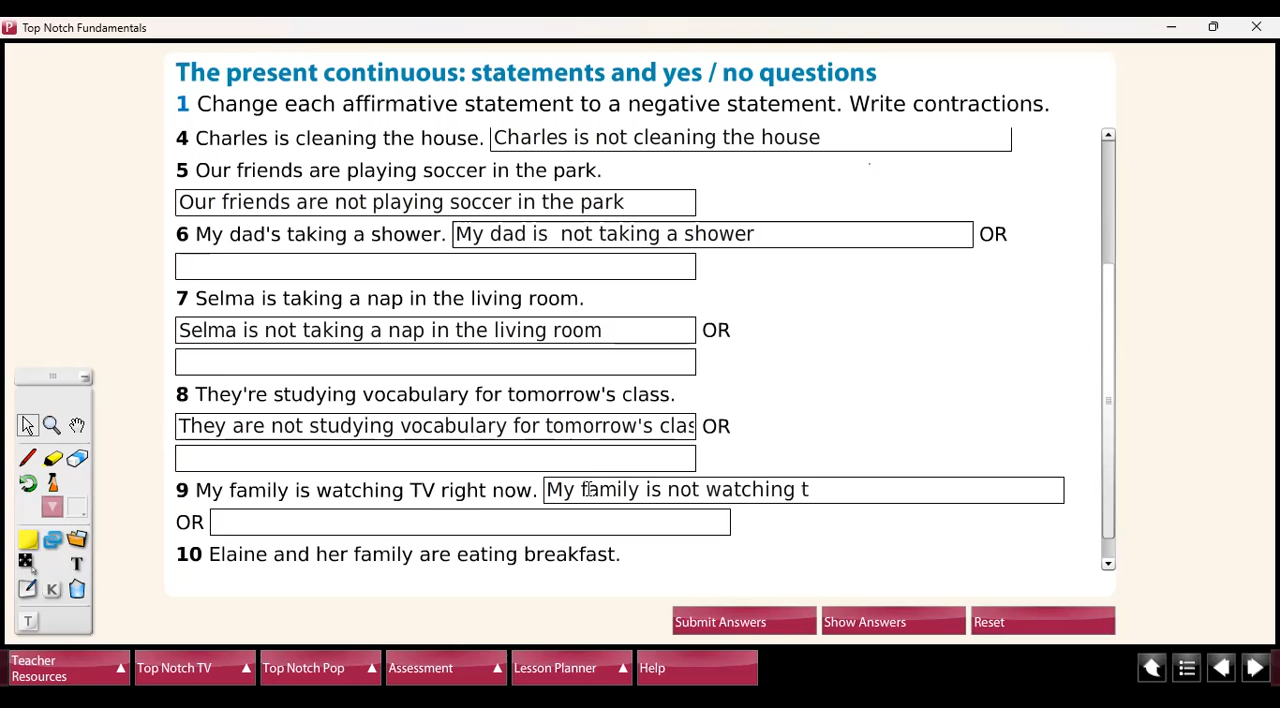 Top Notch Fundamentals
The present continuous: statements and yes / no questions
1 Change each affirmative statement to a negative statement. Write contractions.
4 Charles is cleaning the house. Charles is not cleaning the house
5 Our friends are playing soccer in the park.
Our friends are not playing soccer in the park
6 My dad's taking a shower. My dad is  not taking a shower OR
7 Selma is taking a nap in the living room.
Selma is not taking a nap in the living room OR
8 They're studying vocabulary for tomorrow's class.
They are not studying vocabulary for tomorrow's clas OR
9 My family is watching TV right now. My family is not watching t
OR
10 Elaine and her family are eating breakfast.
T
K
T
Submit Answers Show Answers Reset
Teacher Resources Top Notch TV Top Notch Pop Assessment Lesson Planner Help